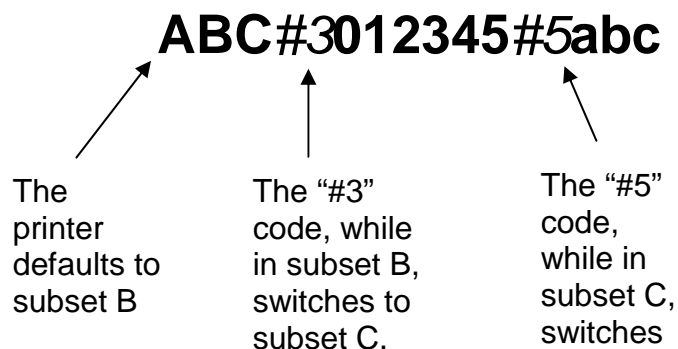 ABC#3012345#5abc
The
printer
defaults to
subset B
The “#3”
code, while
in subset B,
switches to
subset C.
The “#5”
code,
while in
subset C,
switches